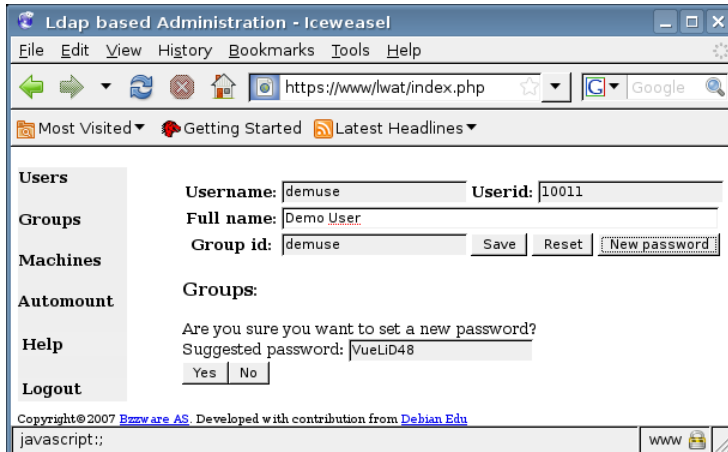 Ldap based Administration - Iceweasel
File Edit View History Bookmarks Tools Help
https://www/lwat/index.php G Google
Most Visited Getting Started Latest Headlines
Users
Groups
Machines
Automount
Help
Logout
Username: demuse Userid: 10011
Full name: Demo User
Group id: demuse Save Reset New password
Groups:
Are you sure you want to set a new password?
Suggested password: VueLiD48
Yes No
Copyright©2007 Bzzware AS. Developed with contribution from Debian Edu
javascript:; www